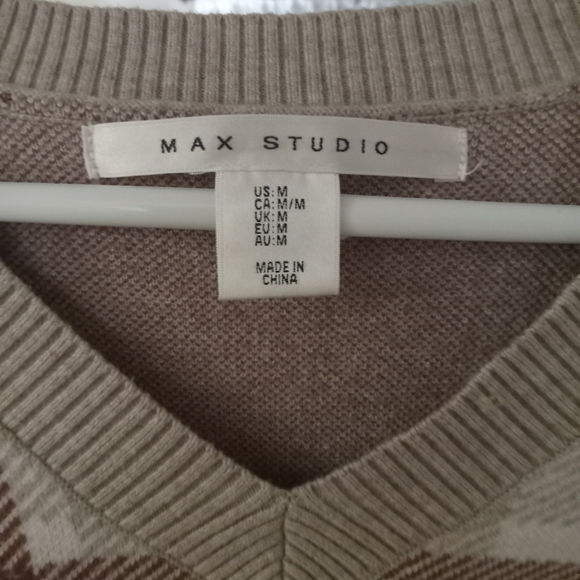 MAX STUDIO
US:M
CA:M/M
UK:M
EU:M
AU:M
MADE IN
CHINA